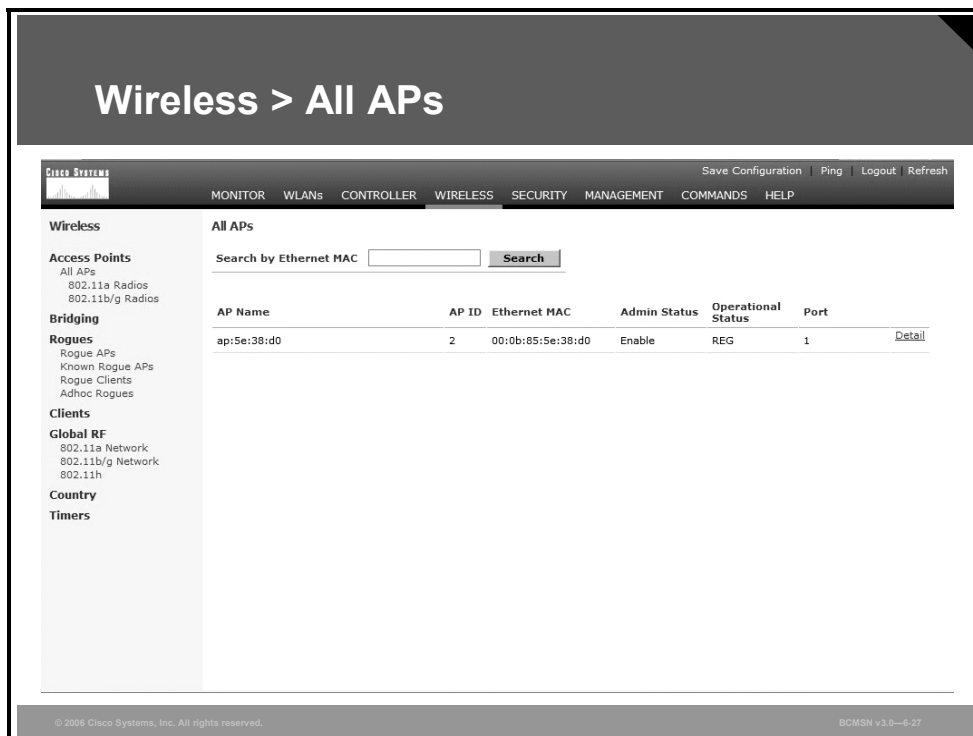 Wireless > All APs
CISCO SYSTEMS
Save Configuration | Ping | Logout | Refresh
MONITOR WLANs CONTROLLER WIRELESS SECURITY MANAGEMENT COMMANDS HELP
Wireless
Access Points
All APs
802.11a Radios
802.11b/g Radios
Bridging
Rogues
Rogue APs
Known Rogue APs
Rogue Clients
Adhoc Rogues
Clients
Global RF
802.11a Network
802.11b/g Network
802.11h
Country
Timers
All APs
Search by Ethernet MAC Search
AP Name AP ID Ethernet MAC Admin Status Operational Status Port
ap:5e:38:d0 2 00:0b:85:5e:38:d0 Enable REG 1 Detail
© 2006 Cisco Systems, Inc. All rights reserved. BCMSN v3.0—6-27